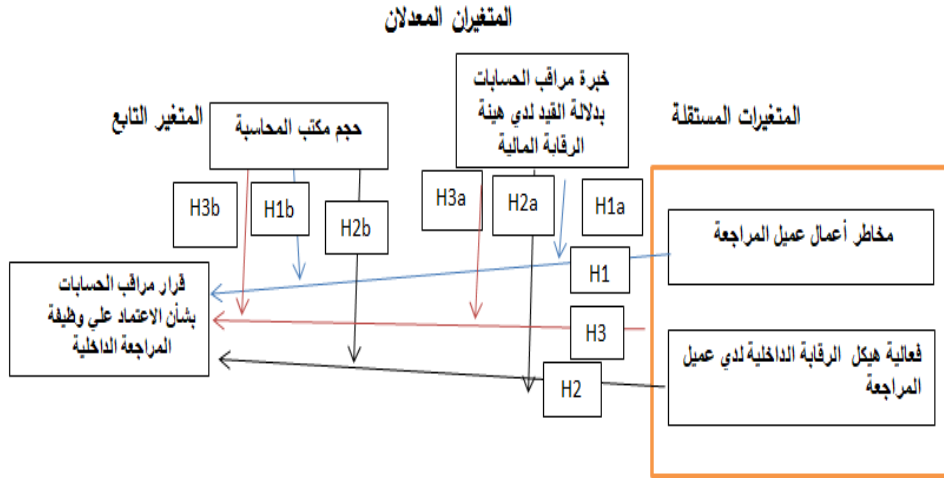 المتغيران المعدلان
خبرة مراقب الحسابات
بدلالة القيد لدي هيئة
الرقابة المالية
المتغيرات المستقلة
حجم مكتب المحاسبة
المتغير التابع
H3b
H1b
H2b
H3a
H2a
H1a
مخاطر أعمال عميل المراجعة
H1
قرار مراقب الحسابات
بشأن الاعتماد علي وظيفة
المراجعة الداخلية
H3
فعالية هيكل الرقابة الداخلية لدي عميل
المراجعة
H2